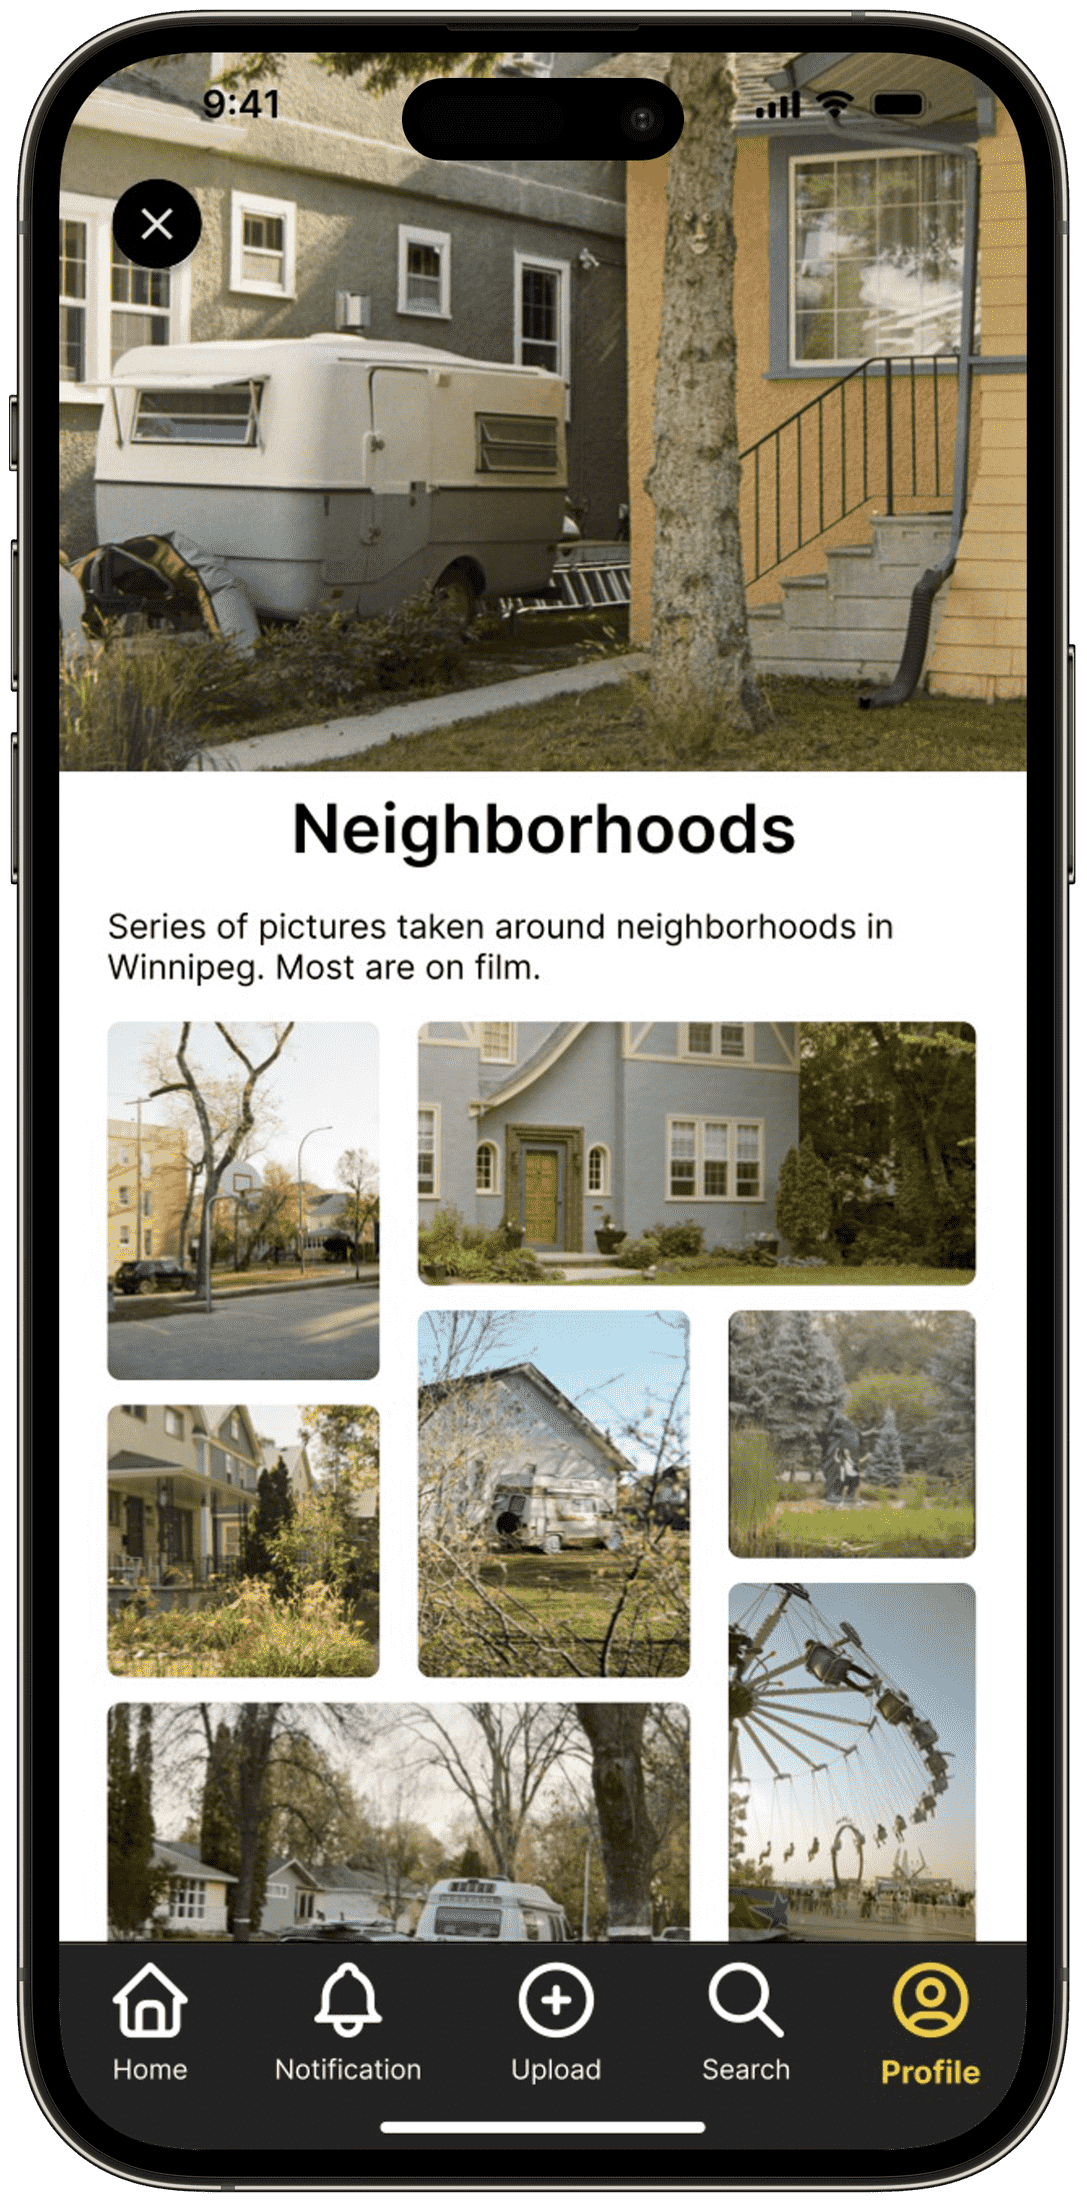 9:41
Neighborhoods
Series of pictures taken around neighborhoods in
Winnipeg. Most are on film.
Home
Notification
Upload
Search
Profile